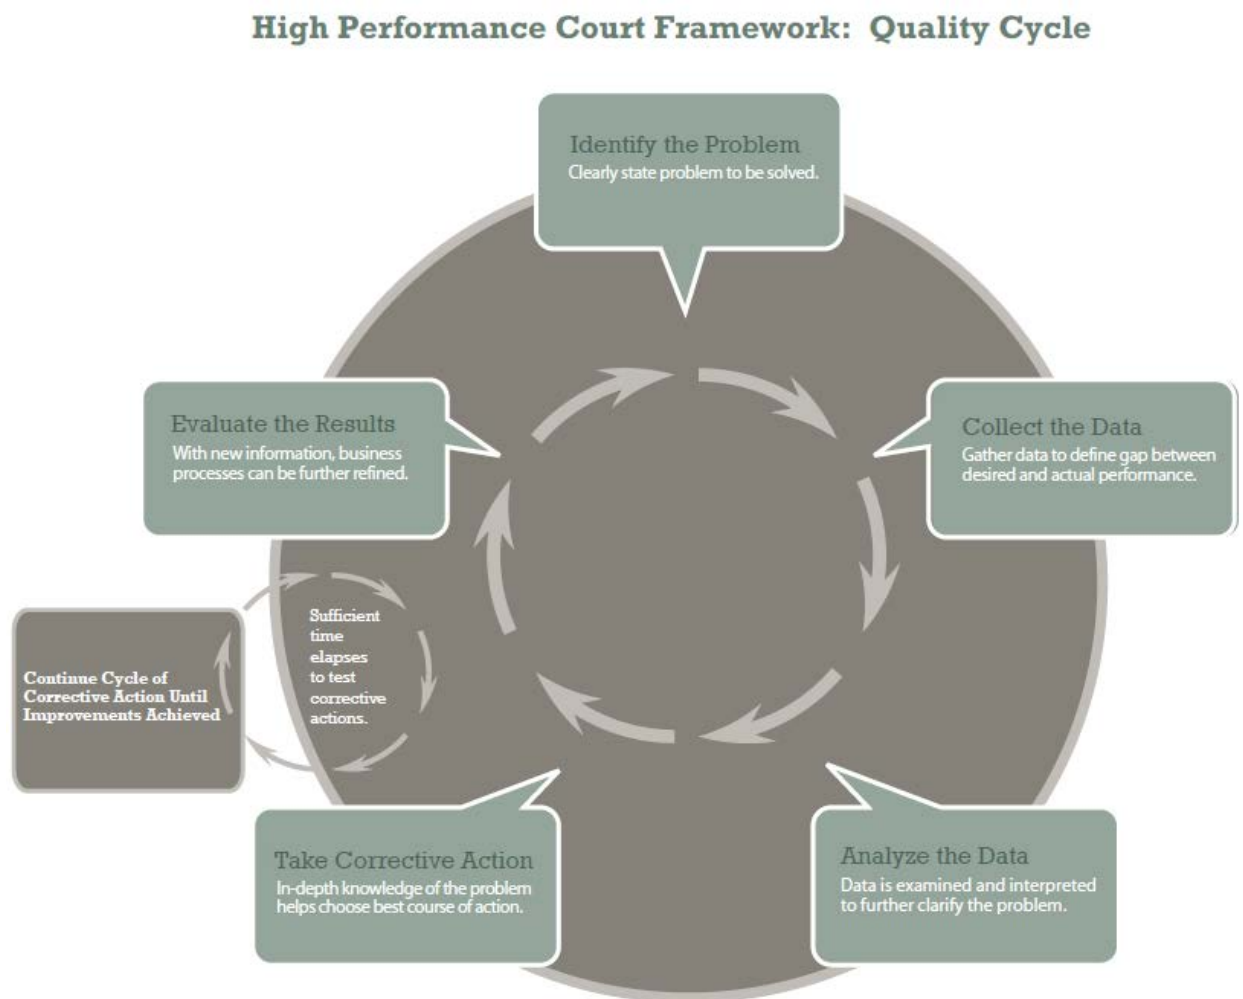 High Performance Court Framework: Quality Cycle
Identify the Problem
Clearly state problem to be solved.
Collect the Data
Gather data to define gap between
desired and actual performance.
Analyze the Data
Data is examined and interpreted
to further clarify the problem.
Take Corrective Action
In-depth knowledge of the problem
helps choose best course of action.
Evaluate the Results
With new information, business
processes can be further refined.
Sufficient
time
elapses
to test
corrective
actions.
Continue Cycle of
Corrective Action Until
Improvements Achieved